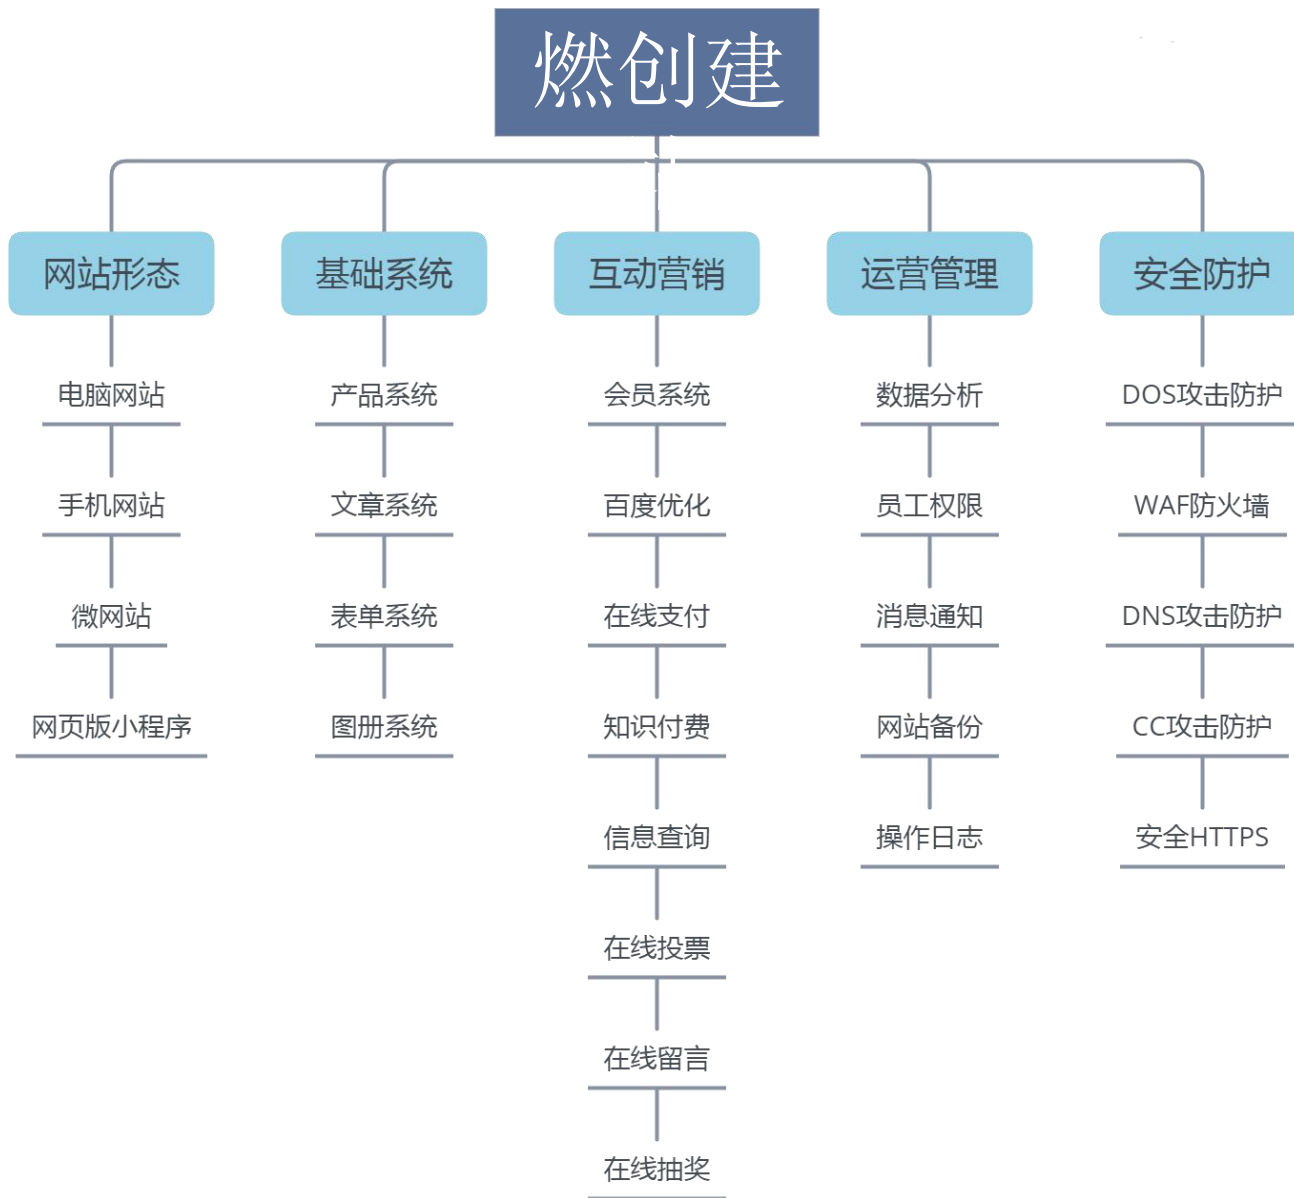 燃创建
网站形态
基础系统
互动营销
运营管理
安全防护
电脑网站
产品系统
会员系统
数据分析
DOS攻击防护
手机网站
文章系统
百度优化
员工权限
WAF防火墙
微网站
表单系统
在线支付
消息通知
DNS攻击防护
网页版小程序
图册系统
知识付费
网站备份
CC攻击防护
信息查询
操作日志
安全HTTPS
在线投票
在线留言
在线抽奖